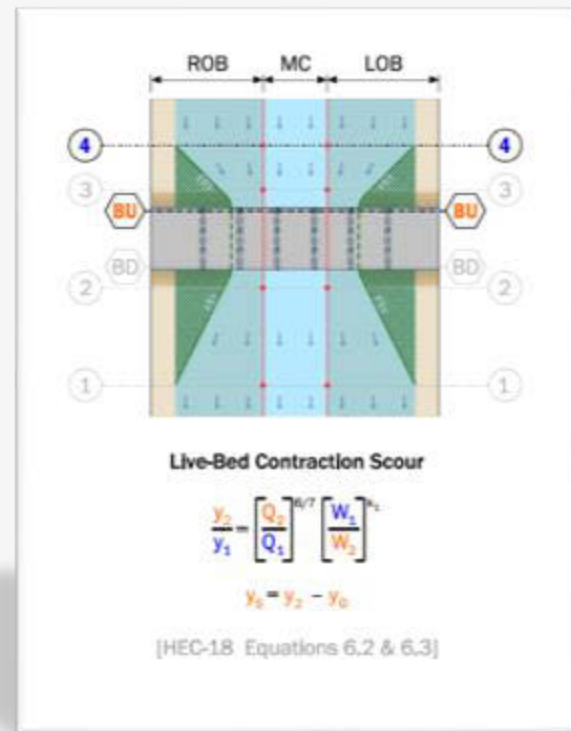 ROB MC LOB
4 4
3 3
BU BU
BD BD
2 2
1 1
Live-Bed Contraction Scour
y₂/y₁ = [Q₂/Q₁]^6/7 [W₁/W₂]^k₁
yₛ = y₂ − y₀
[HEC-18 Equations 6.2 & 6.3]